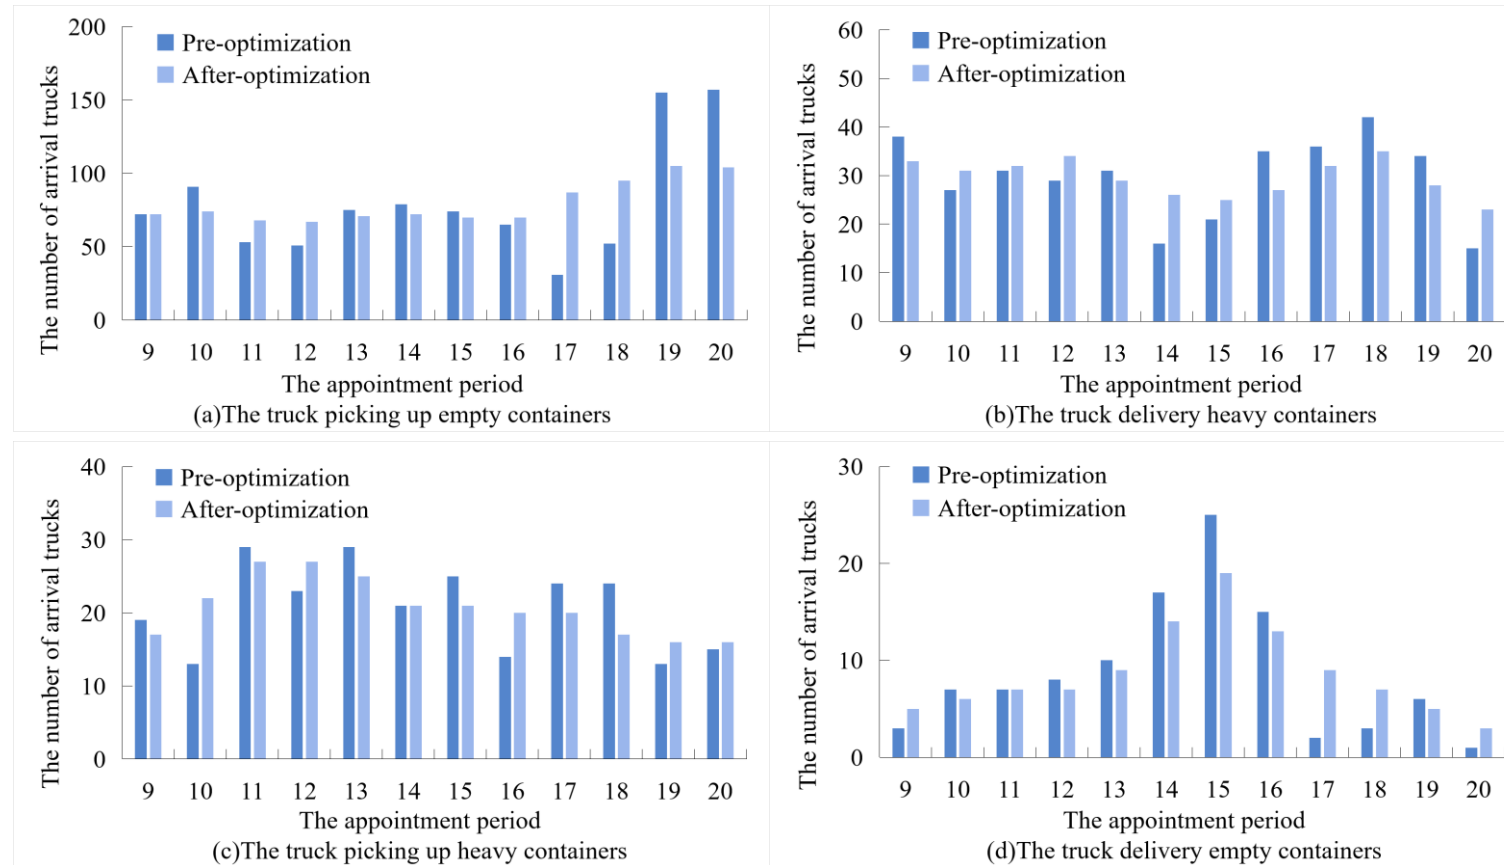 200
150
100
50
0
The number of arrival trucks
Pre-optimization
After-optimization
9 10 11 12 13 14 15 16 17 18 19 20
The appointment period
(a)The truck picking up empty containers
60
50
40
30
20
10
0
The number of arrival trucks
Pre-optimization
After-optimization
9 10 11 12 13 14 15 16 17 18 19 20
The appointment period
(b)The truck delivery heavy containers
40
30
20
10
0
The number of arrival trucks
Pre-optimization
After-optimization
9 10 11 12 13 14 15 16 17 18 19 20
The appointment period
(c)The truck picking up heavy containers
30
20
10
0
The number of arrival trucks
Pre-optimization
After-optimization
9 10 11 12 13 14 15 16 17 18 19 20
The appointment period
(d)The truck delivery empty containers